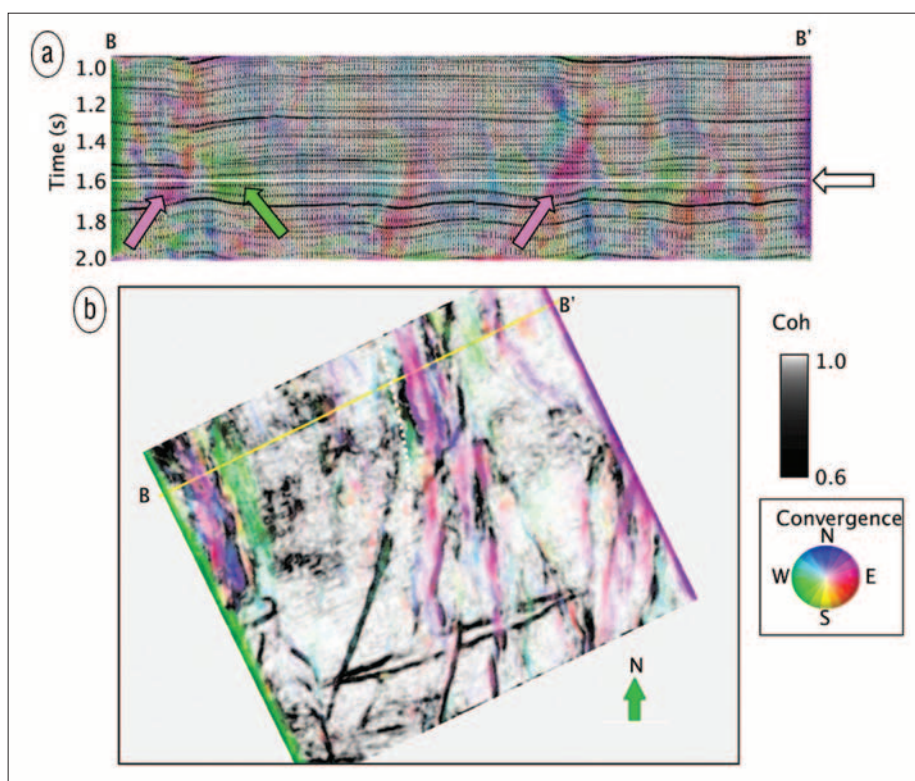 a
B B'
1.0
1.2
1.4
1.6
1.8
2.0
Time (s)
b
B'
B
N
Coh
1.0
0.6
Convergence
N
W E
S